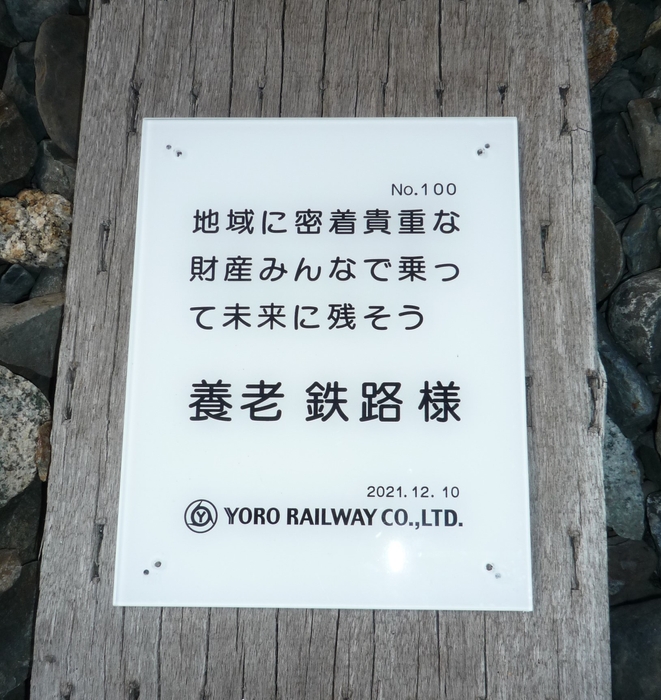 No.100
地域に密着貴重な
財産みんなで乗っ
て未来に残そう
養老 鉄路 様
2021.12.10
YORO RAILWAY CO.,LTD.